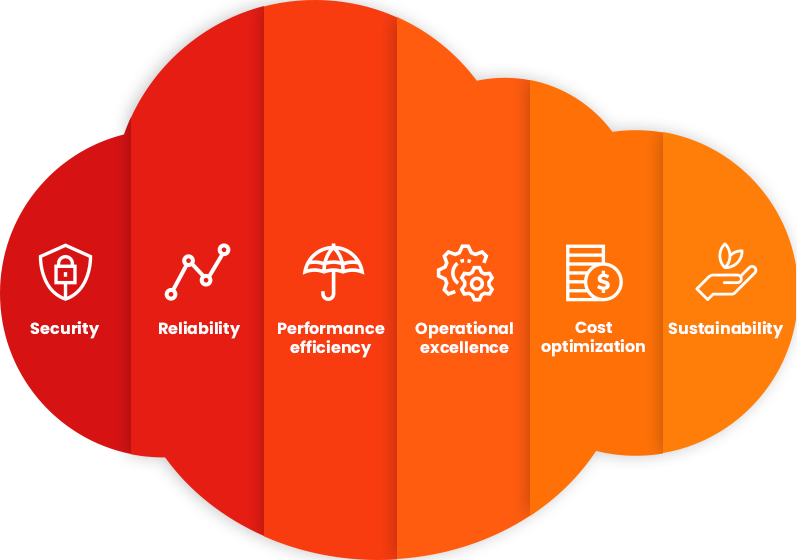 Security
Reliability
Performance
efficiency
Operational
excellence
Cost
optimization
Sustainability